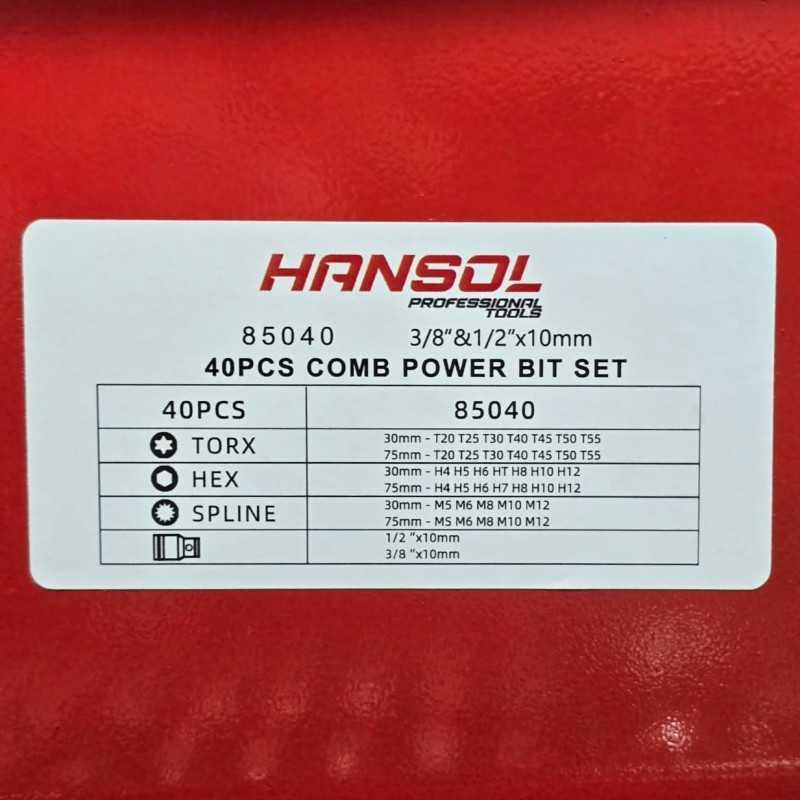 HANSOL
PROFESSIONAL
TOOLS
85040 3/8"&1/2"x10mm
40PCS COMB POWER BIT SET
40PCS 85040
TORX 30mm - T20 T25 T30 T40 T45 T50 T55
75mm - T20 T25 T30 T40 T45 T50 T55
HEX 30mm - H4 H5 H6 HT H8 H10 H12
75mm - H4 H5 H6 H7 H8 H10 H12
SPLINE 30mm - M5 M6 M8 M10 M12
75mm - MS M6 M8 M10 M12
1/2 "x10mm
3/8 "x10mm